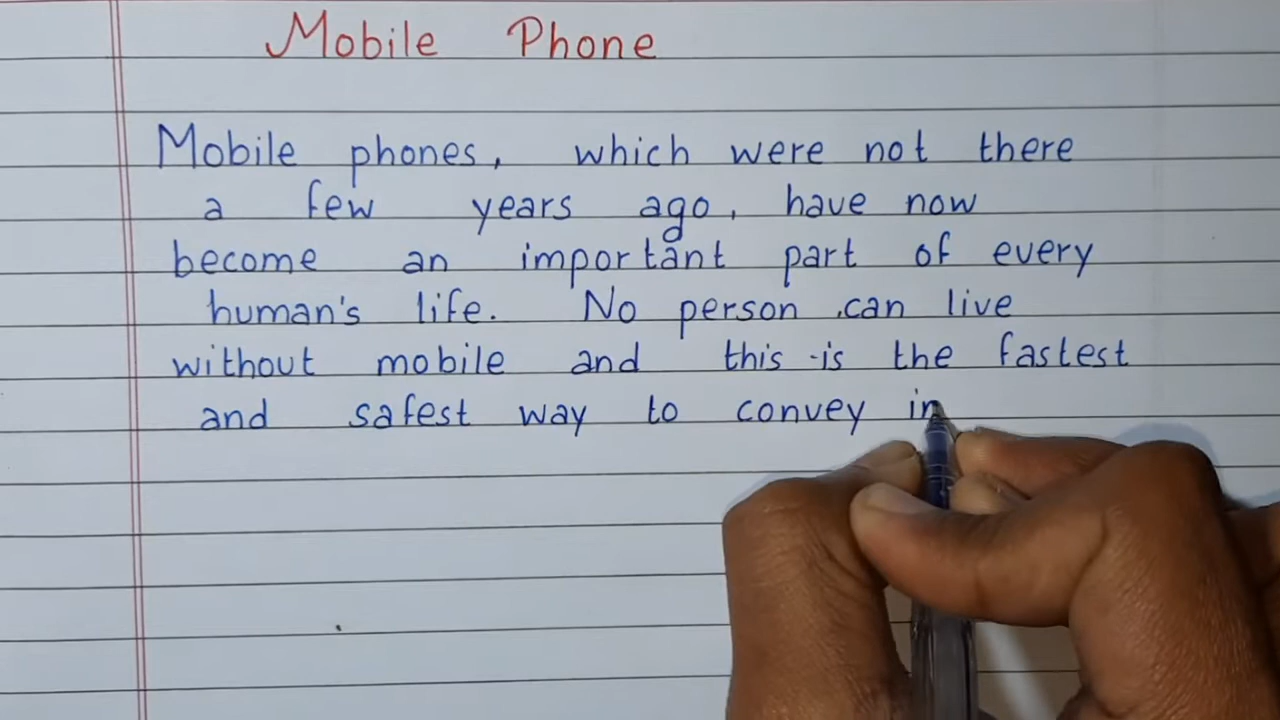 Mobile Phone
Mobile phones, which were not there
a few years ago, have now
become an important part of every
human's life. No person can live
without mobile and this is the fastest
and safest way to convey in